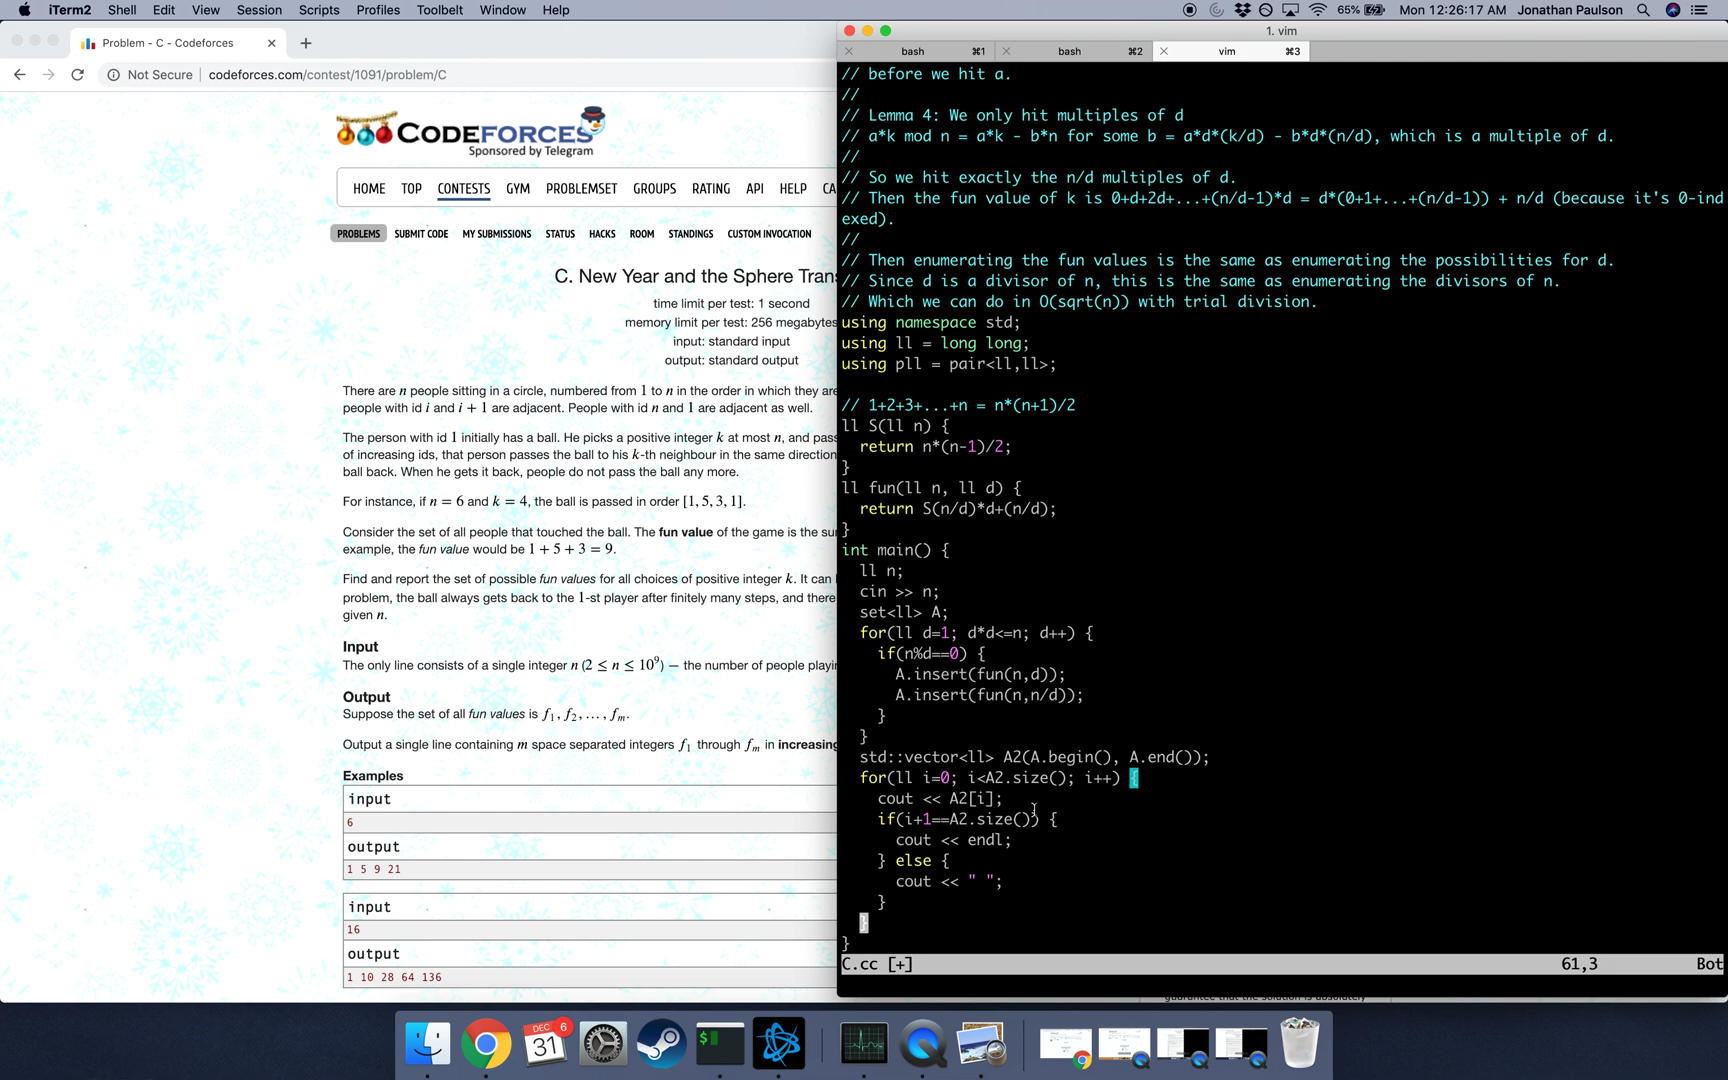 iTerm2 Shell Edit View Session Scripts Profiles Toolbelt Window Help
65% Mon 12:26:17 AM Jonathan Paulson
Problem - C - Codeforces
Not Secure codeforces.com/contest/1091/problem/C
CODEFORCES
Sponsored by Telegram
HOME TOP CONTESTS GYM PROBLEMSET GROUPS RATING API HELP CA
PROBLEMS SUBMIT CODE MY SUBMISSIONS STATUS HACKS ROOM STANDINGS CUSTOM INVOCATION
C. New Year and the Sphere Tran
time limit per test: 1 second
memory limit per test: 256 megabytes
input: standard input
output: standard output
There are n people sitting in a circle, numbered from 1 to n in the order in which they are
people with id i and i + 1 are adjacent. People with id n and 1 are adjacent as well.
The person with id 1 initially has a ball. He picks a positive integer k at most n, and pass
of increasing ids, that person passes the ball to his k-th neighbour in the same direction
ball back. When he gets it back, people do not pass the ball any more.
For instance, if n = 6 and k = 4, the ball is passed in order [1, 5, 3, 1].
Consider the set of all people that touched the ball. The fun value of the game is the su
example, the fun value would be 1 + 5 + 3 = 9.
Find and report the set of possible fun values for all choices of positive integer k. It can
problem, the ball always gets back to the 1-st player after finitely many steps, and there
given n.
Input
The only line consists of a single integer n (2 ≤ n ≤ 10⁹) — the number of people playi
Output
Suppose the set of all fun values is f₁, f₂, …, fₘ.
Output a single line containing m space separated integers f₁ through fₘ in increasing
Examples
input
6
output
1 5 9 21
input
16
output
1 10 28 64 136
1. vim
bash ⌘1 bash ⌘2 vim ⌘3
// before we hit a.
//
// Lemma 4: We only hit multiples of d
// a*k mod n = a*k - b*n for some b = a*d*(k/d) - b*d*(n/d), which is a multiple of d.
//
// So we hit exactly the n/d multiples of d.
// Then the fun value of k is 0+d+2d+...+(n/d-1)*d = d*(0+1+...+(n/d-1)) + n/d (because it's 0-ind
exed).
//
// Then enumerating the fun values is the same as enumerating the possibilities for d.
// Since d is a divisor of n, this is the same as enumerating the divisors of n.
// Which we can do in O(sqrt(n)) with trial division.
using namespace std;
using ll = long long;
using pll = pair<ll,ll>;
// 1+2+3+...+n = n*(n+1)/2
ll S(ll n) {
return n*(n-1)/2;
}
ll fun(ll n, ll d) {
return S(n/d)*d+(n/d);
}
int main() {
ll n;
cin >> n;
set<ll> A;
for(ll d=1; d*d<=n; d++) {
if(n%d==0) {
A.insert(fun(n,d));
A.insert(fun(n,n/d));
}
}
std::vector<ll> A2(A.begin(), A.end());
for(ll i=0; i<A2.size(); i++) {
cout << A2[i];
if(i+1==A2.size()) {
cout << endl;
} else {
cout << " ";
}
}
}
C.cc [+] 61,3 Bot
guarantee that the solution is absolutely
DEC 6
31
$